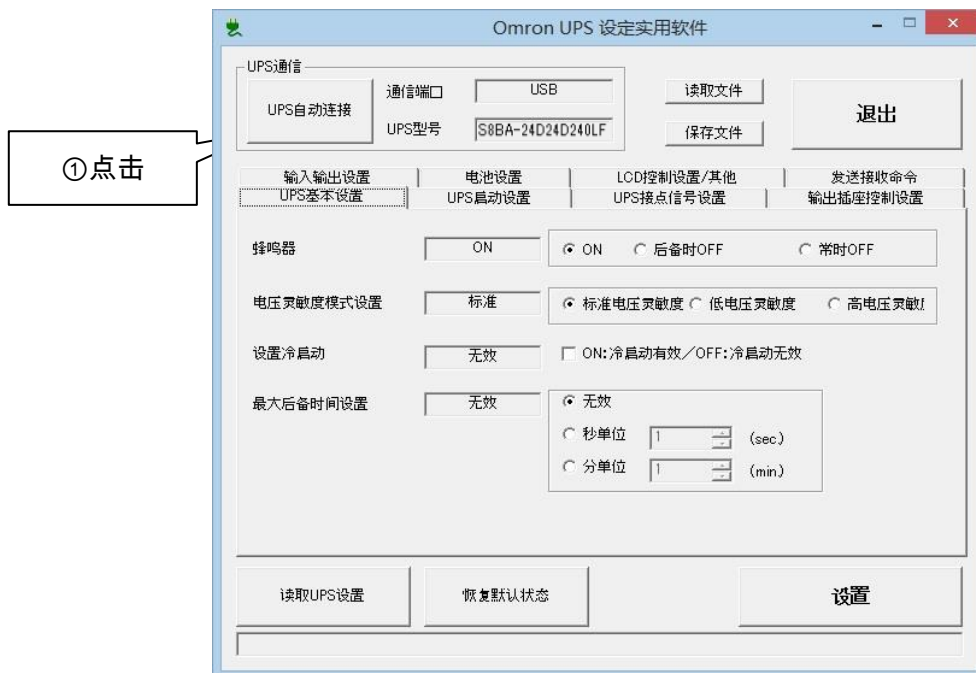 Omron UPS 设定实用软件
UPS通信
UPS自动连接
通信端口
USB
UPS型号
S8BA-24D24D240LF
读取文件
保存文件
退出
①点击
输入输出设置
电池设置
LCD控制设置/其他
发送接收命令
UPS基本设置
UPS启动设置
UPS接点信号设置
输出插座控制设置
蜂鸣器
ON
ON
后备时OFF
常时OFF
电压灵敏度模式设置
标准
标准电压灵敏度
低电压灵敏度
高电压灵敏
设置冷启动
无效
ON:冷启动有效/OFF:冷启动无效
最大后备时间设置
无效
无效
秒单位
1
(sec.)
分单位
1
(min.)
读取UPS设置
恢复默认状态
设置